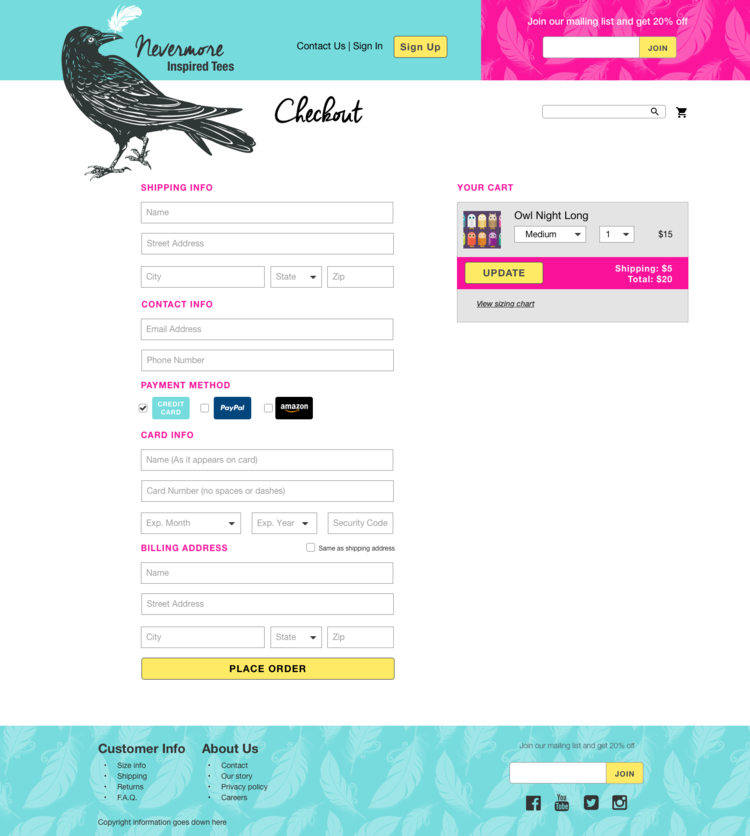 Nevermore
Inspired Tees
Contact Us | Sign In
Sign Up
Join our mailing list and get 20% off
JOIN
Checkout
SHIPPING INFO
Name
Street Address
City
State
Zip
CONTACT INFO
Email Address
Phone Number
PAYMENT METHOD
CREDIT
CARD
PayPal
amazon
CARD INFO
Name (As it appears on card)
Card Number (no spaces or dashes)
Exp. Month
Exp. Year
Security Code
BILLING ADDRESS
Same as shipping address
Name
Street Address
City
State
Zip
PLACE ORDER
YOUR CART
Owl Night Long
Medium
1
$15
UPDATE
Shipping: $5
Total: $20
View sizing chart
Customer Info
• Size info
• Shipping
• Returns
• F.A.Q.
About Us
• Contact
• Our story
• Privacy policy
• Careers
Copyright information goes down here
Join our mailing list and get 20% off
JOIN
You
Tube